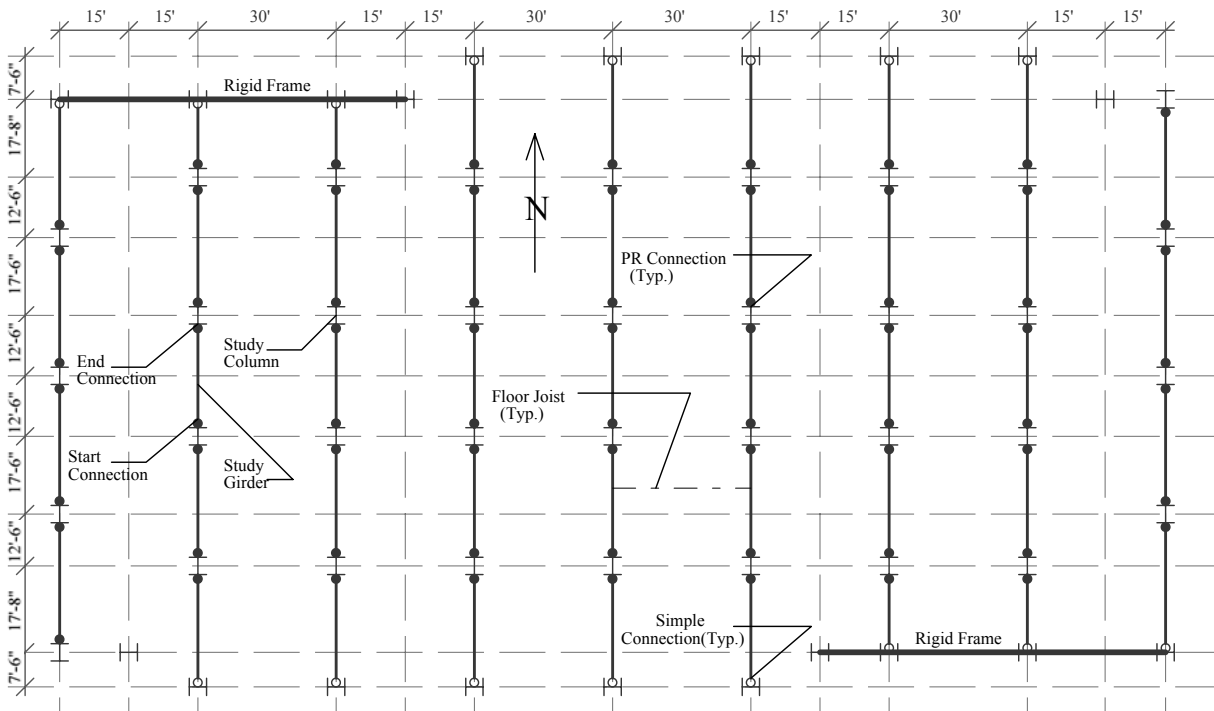 15' 15' 30' 15' 15' 30' 30' 15' 15' 30' 15' 15'
7'-6"
17'-8"
12'-6"
17'-6"
12'-6"
12'-6"
17'-6"
12'-6"
17'-8"
7'-6"
Rigid Frame
N
PR Connection
(Typ.)
End
Connection
Study
Column
Floor Joist
(Typ.)
Start
Connection
Study
Girder
Simple
Connection(Typ.)
Rigid Frame